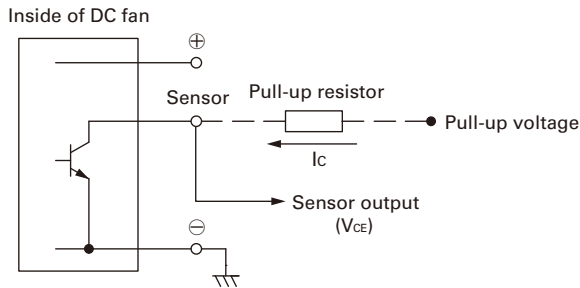 Inside of DC fan
⊕
Sensor
Pull-up resistor
Pull-up voltage
Ic
Sensor output
(VCE)
⊖